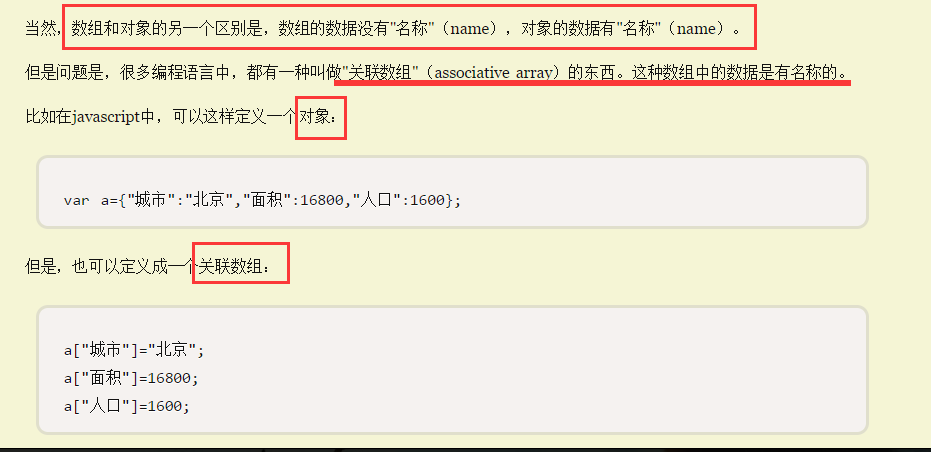 当然，数组和对象的另一个区别是，数组的数据没有"名称"（name），对象的数据有"名称"（name）。
但是问题是，很多编程语言中，都有一种叫做"关联数组"（associative array）的东西。这种数组中的数据是有名称的。
比如在javascript中，可以这样定义一个对象：
var a={"城市":"北京","面积":16800,"人口":1600};
但是，也可以定义成一个关联数组：
a["城市"]="北京";
a["面积"]=16800;
a["人口"]=1600;